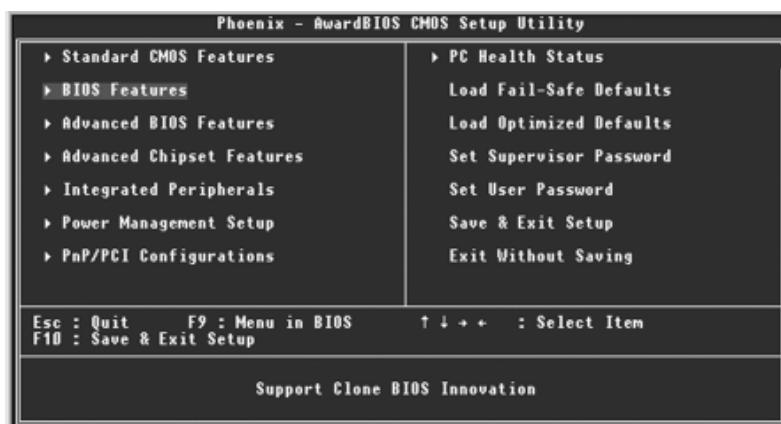 Phoenix - AwardBIOS CMOS Setup Utility
▸ Standard CMOS Features
▸ BIOS Features
▸ Advanced BIOS Features
▸ Advanced Chipset Features
▸ Integrated Peripherals
▸ Power Management Setup
▸ PnP/PCI Configurations
▸ PC Health Status
Load Fail-Safe Defaults
Load Optimized Defaults
Set Supervisor Password
Set User Password
Save & Exit Setup
Exit Without Saving
Esc : Quit F9 : Menu in BIOS ↑ ↓ → ← : Select Item
F10 : Save & Exit Setup
Support Clone BIOS Innovation